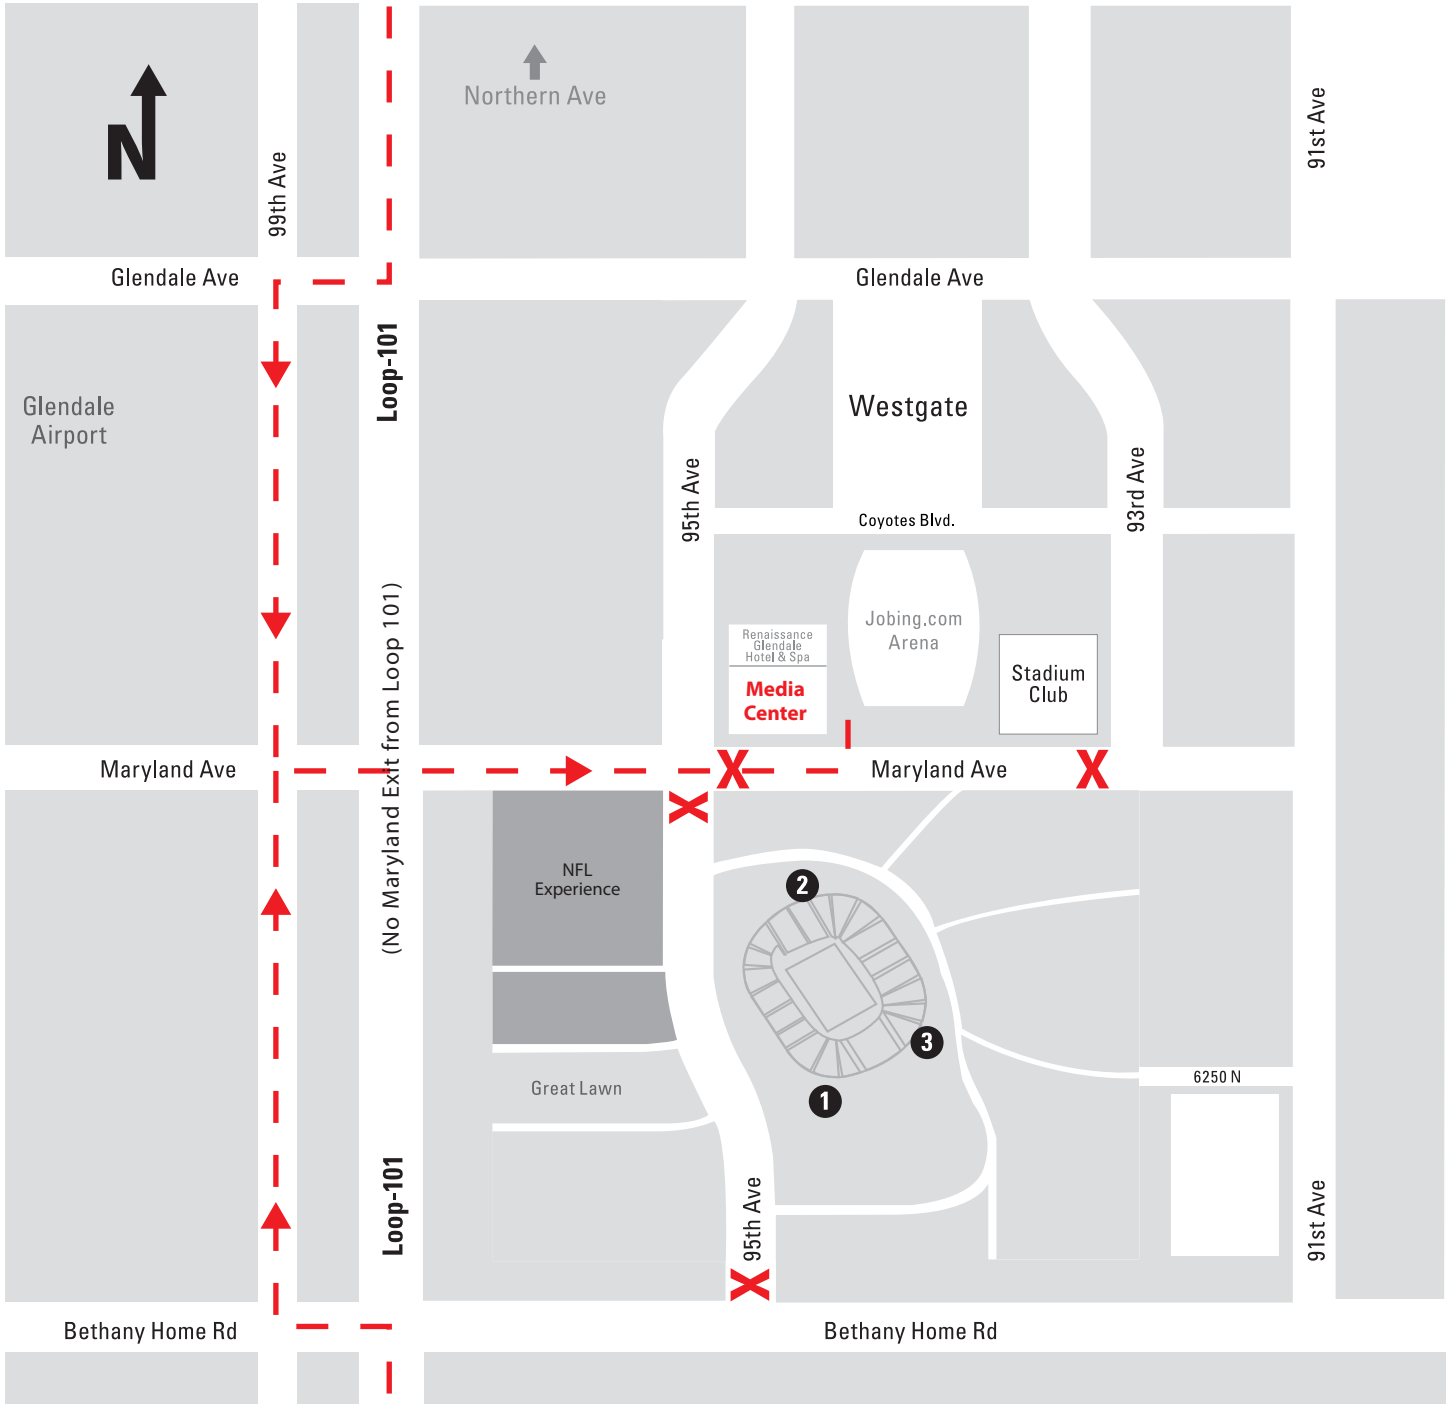 N
Northern Ave
99th Ave
91st Ave
Glendale Ave
Glendale Ave
Loop-101
Glendale
Airport
Westgate
95th Ave
93rd Ave
Coyotes Blvd.
(No Maryland Exit from Loop 101)
Renaissance
Glendale
Hotel & Spa
Media
Center
Jobing.com
Arena
Stadium
Club
Maryland Ave
X
Maryland Ave
X
X
NFL
Experience
2
3
1
Great Lawn
6250 N
Loop-101
95th Ave
91st Ave
X
Bethany Home Rd
Bethany Home Rd